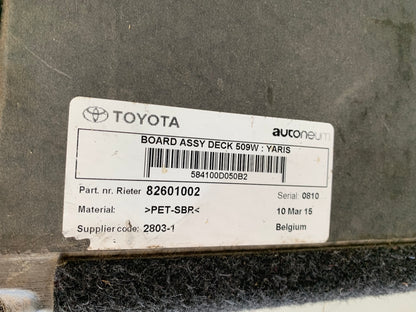 TOYOTA
autoneum
BOARD ASSY DECK 509W : YARIS
584100D050B2
Part. nr. Rieter 82601002
Serial: 0810
Material: >PET-SBR<
10 Mar 15
Supplier code: 2803-1
Belgium